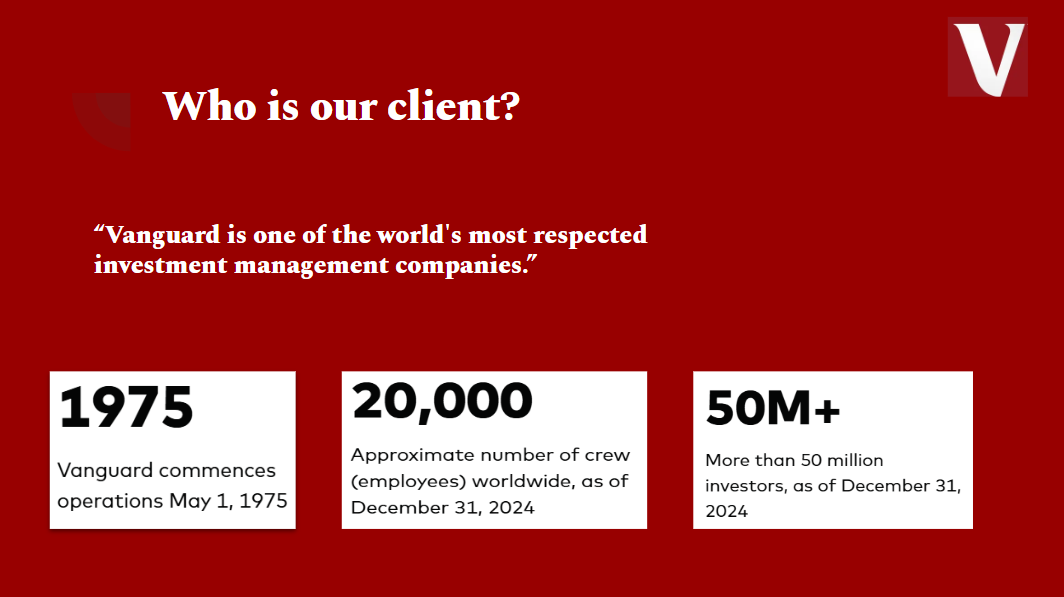 V
Who is our client?
“Vanguard is one of the world's most respected
investment management companies.”
1975
Vanguard commences
operations May 1, 1975
20,000
Approximate number of crew
(employees) worldwide, as of
December 31, 2024
50M+
More than 50 million
investors, as of December 31,
2024